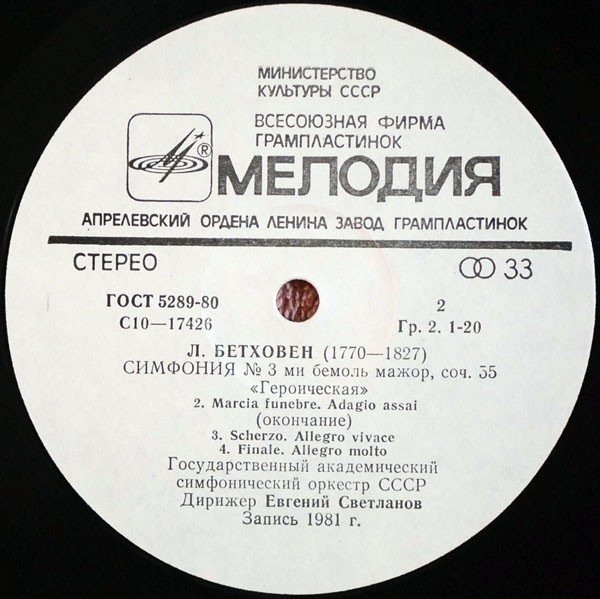 МИНИСТЕРСТВО
КУЛЬТУРЫ СССР
ВСЕСОЮЗНАЯ ФИРМА
ГРАМПЛАСТИНОК
® МЕЛОДИЯ
АПРЕЛЕВСКИЙ ОРДЕНА ЛЕНИНА ЗАВОД ГРАМПЛАСТИНОК
СТЕРЕО 33
ГОСТ 5289-80 2
С10—17426 Гр. 2. 1-20
Л. БЕТХОВЕН (1770—1827)
СИМФОНИЯ № 3 ми бемоль мажор, соч. 55
«Героическая»
2. Marcia funebre. Adagio assai
(окончание)
3. Scherzo. Allegro vivace
4. Finale. Allegro molto
Государственный академический
симфонический оркестр СССР
Дирижер Евгений Светланов
Запись 1981 г.